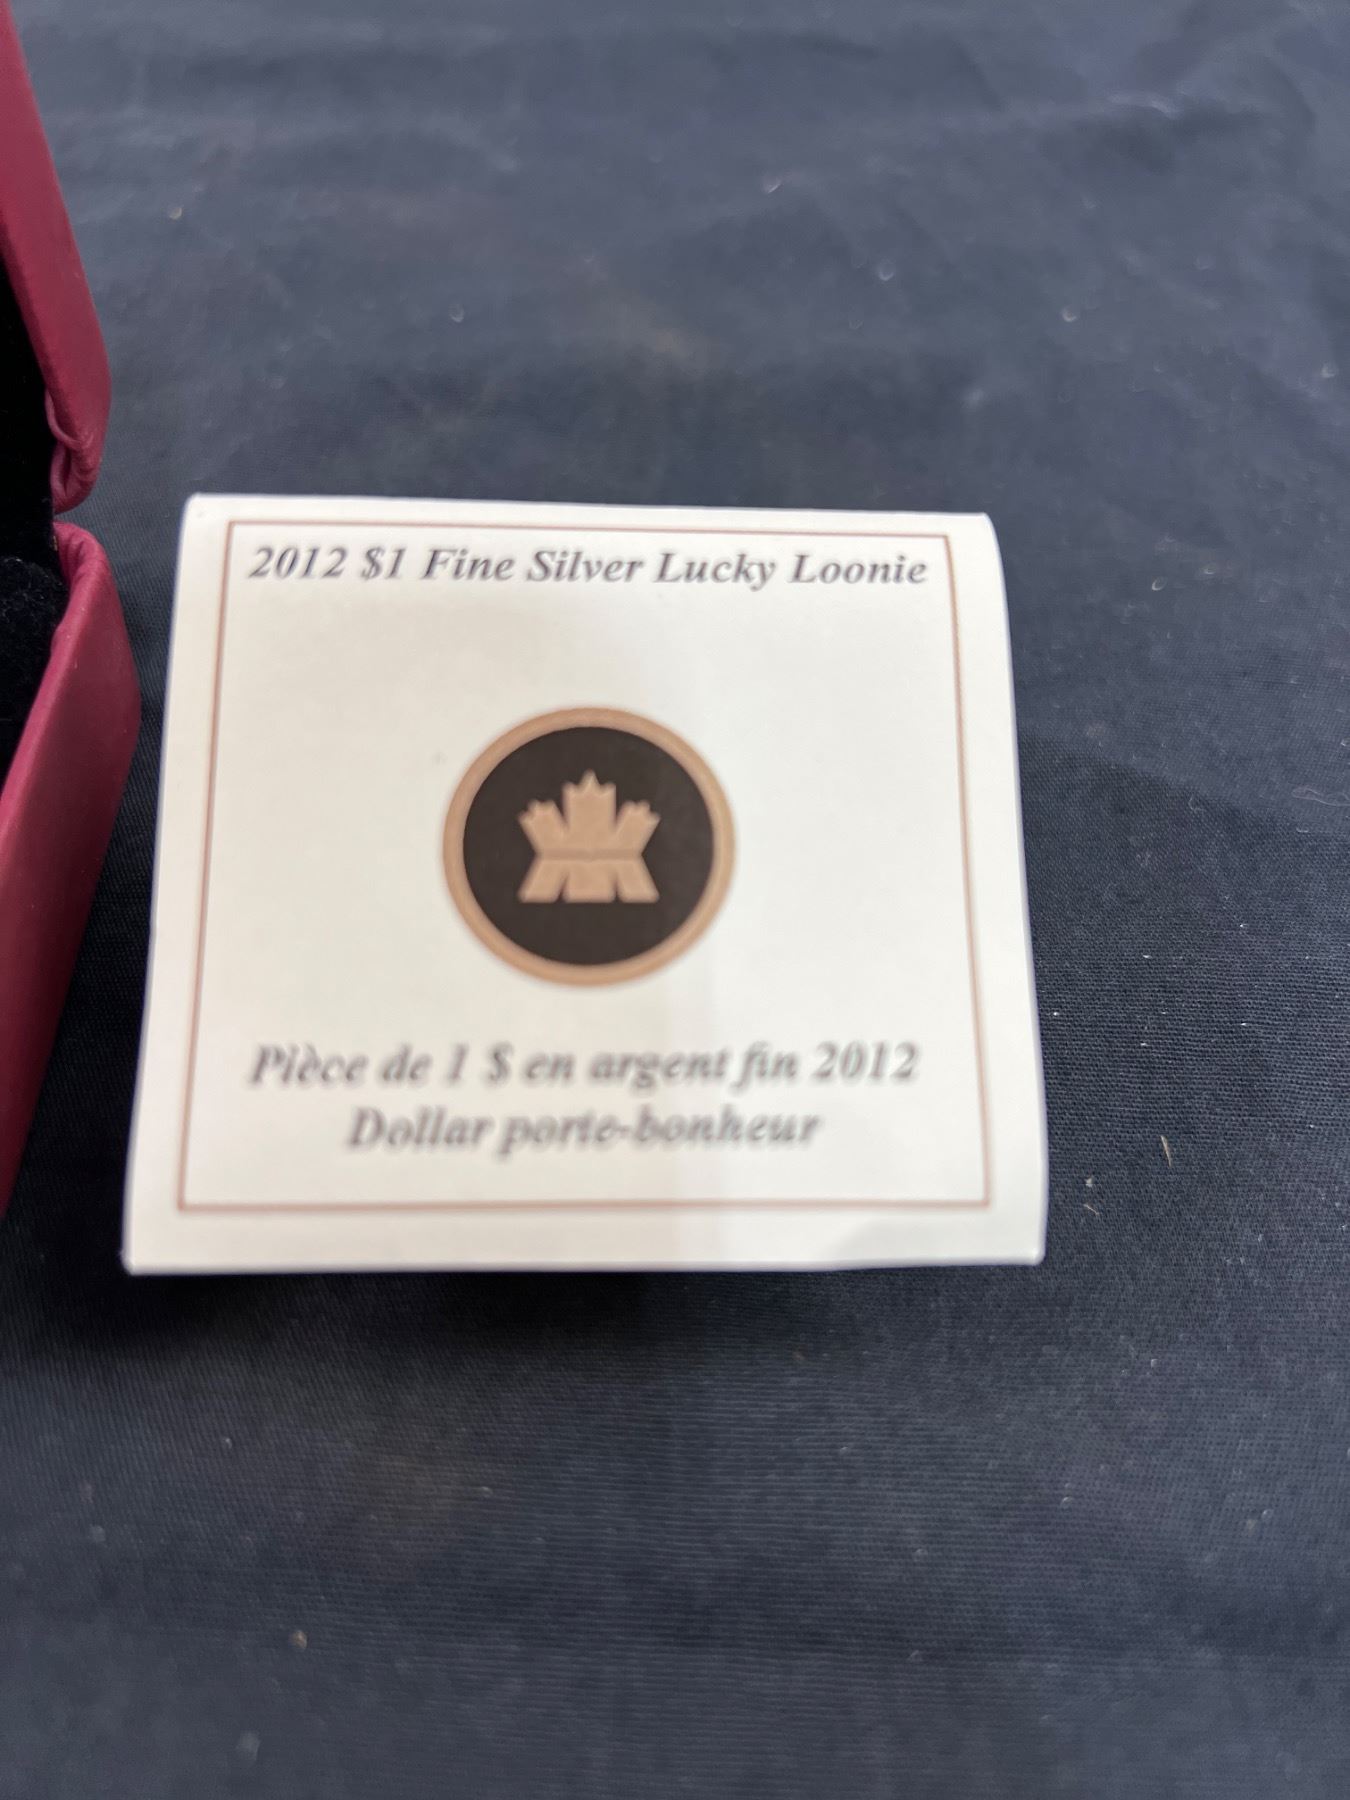 2012 $1 Fine Silver Lucky Loonie
Pièce de 1 $ en argent fin 2012
Dollar porte-bonheur